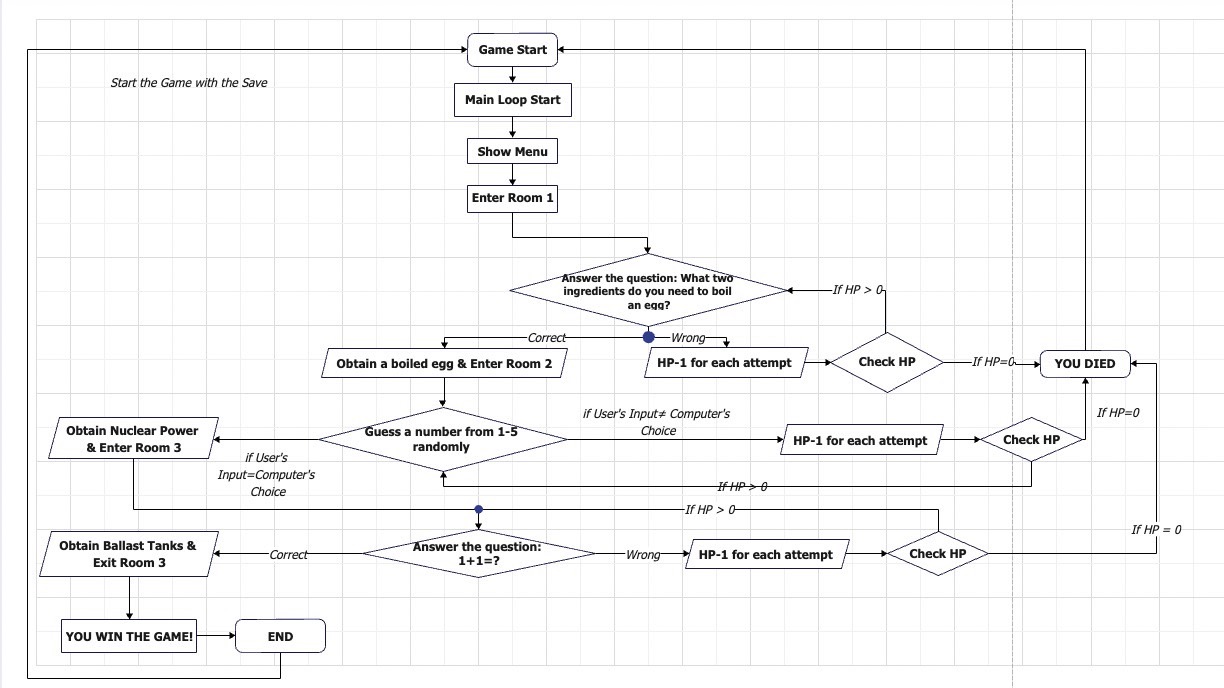 Game Start
Start the Game with the Save
Main Loop Start
Show Menu
Enter Room 1
Answer the question: What two
ingredients do you need to boil
an egg?
If HP > 0
Correct
Wrong
Obtain a boiled egg & Enter Room 2
HP-1 for each attempt
Check HP
If HP=0
YOU DIED
Obtain Nuclear Power
& Enter Room 3
Guess a number from 1-5
randomly
if User's Input≠ Computer's
Choice
HP-1 for each attempt
Check HP
If HP=0
if User's
Input=Computer's
Choice
If HP > 0
If HP > 0
If HP = 0
Obtain Ballast Tanks &
Exit Room 3
Correct
Answer the question:
1+1=?
Wrong
HP-1 for each attempt
Check HP
YOU WIN THE GAME!
END